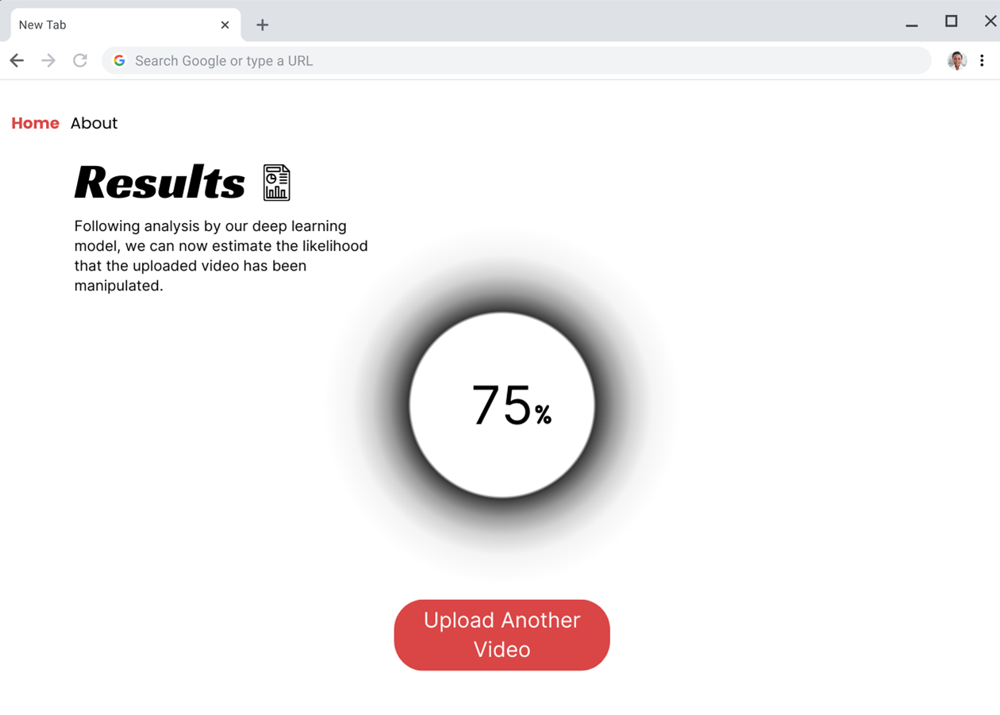 New Tab
Search Google or type a URL
Home About
Results
Following analysis by our deep learning
model, we can now estimate the likelihood
that the uploaded video has been
manipulated.
75%
Upload Another
Video